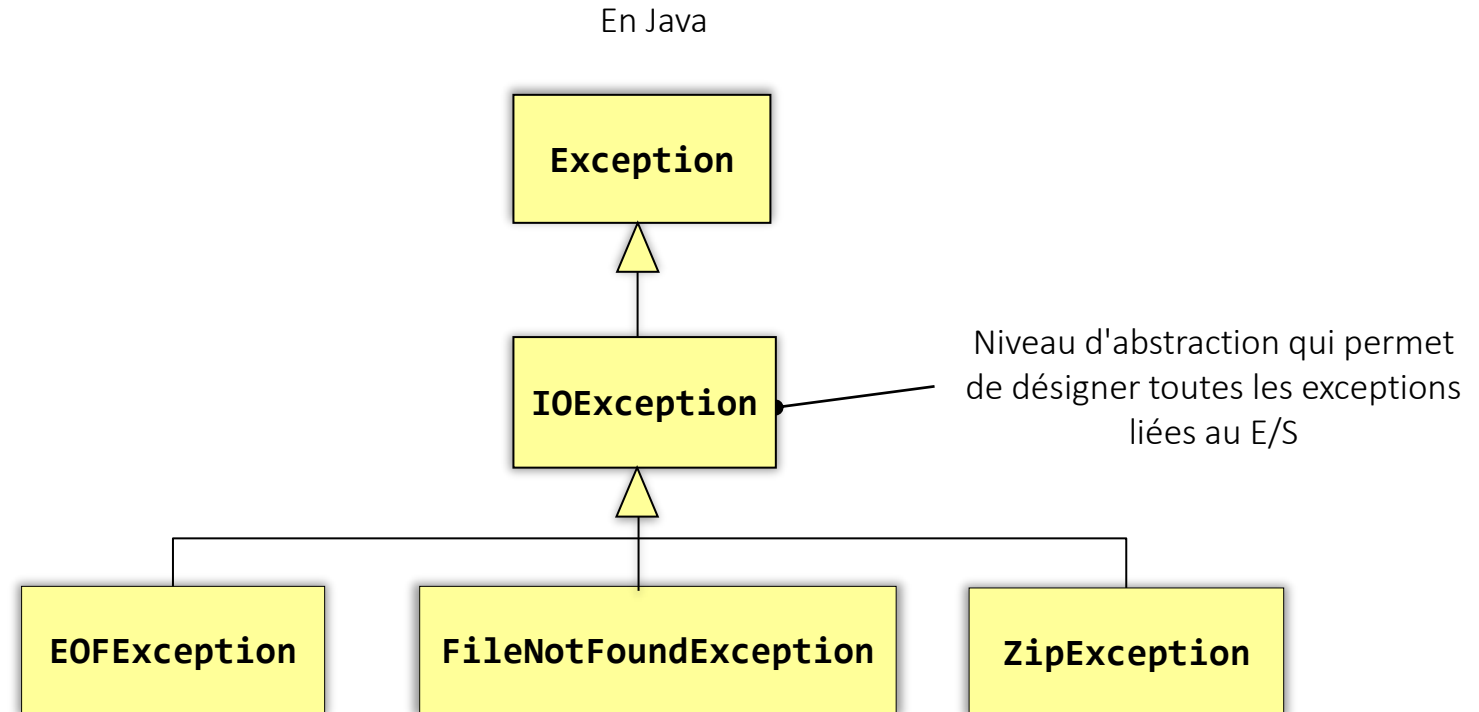 En Java
Exception
IOException
Niveau d'abstraction qui permet
de désigner toutes les exceptions
liées au E/S
EOFException
FileNotFoundException
ZipException